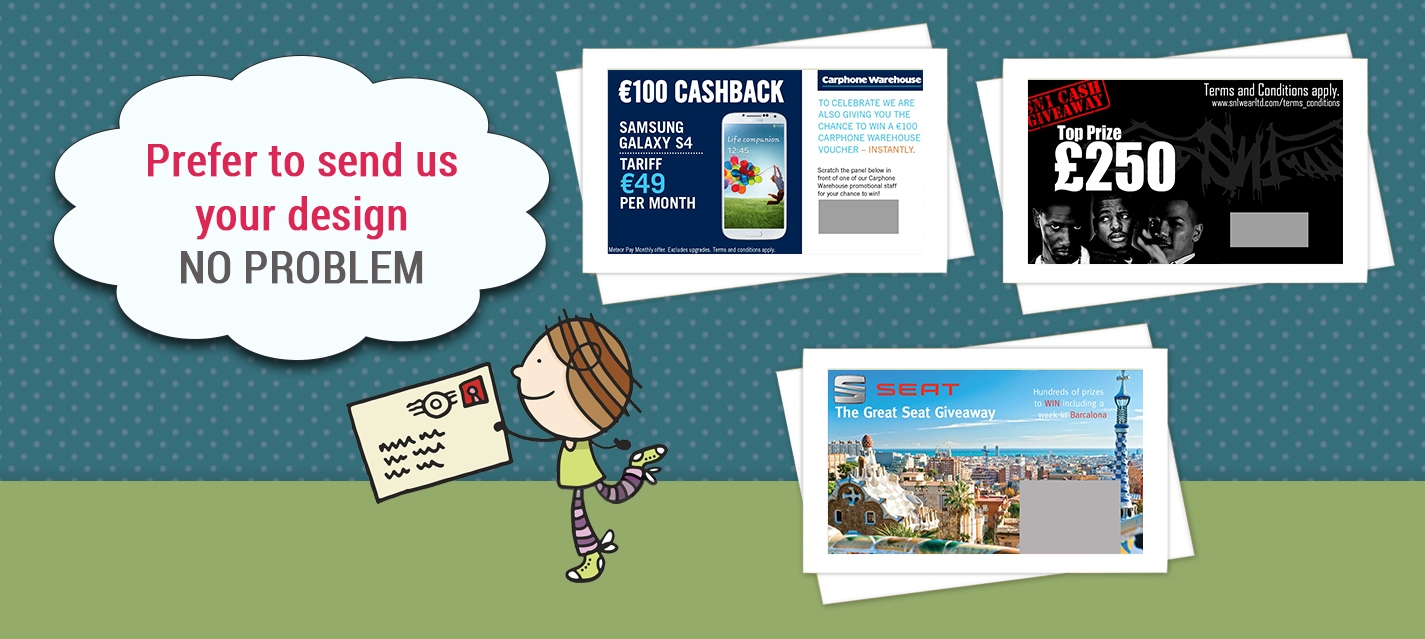 Prefer to send us
your design
NO PROBLEM
€100 CASHBACK
SAMSUNG
GALAXY S4
TARIFF
€49
PER MONTH
Life companion
12:45
Meteor Pay Monthly offer. Excludes upgrades. Terms and conditions apply.
Carphone Warehouse
TO CELEBRATE WE ARE
ALSO GIVING YOU THE
CHANCE TO WIN A €100
CARPHONE WAREHOUSE
VOUCHER – INSTANTLY.
Scratch the panel below in
front of one of our Carphone
Warehouse promotional staff
for your chance to win!
SN1 CASH
GIVEAWAY
Terms and Conditions apply.
www.sn1wearltd.com/terms_conditions
Top Prize
£250
SEAT
The Great Seat Giveaway
Hundreds of prizes
to WIN including a
week in Barcalona